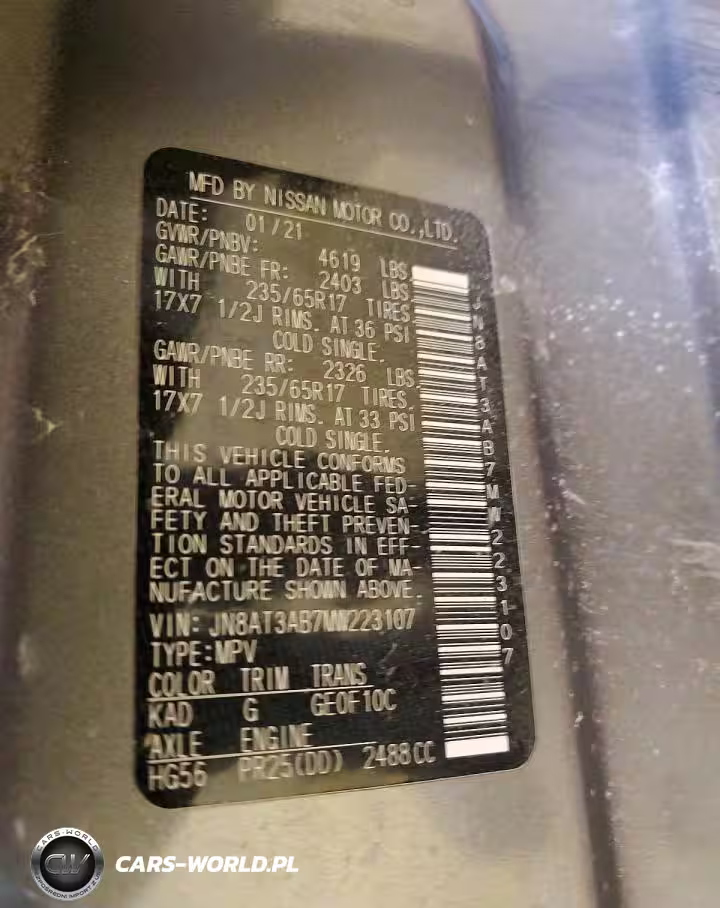 MFD BY NISSAN MOTOR CO.,LTD.
DATE: 01/21
GVWR/PNBV: 4619 LBS
GAWR/PNBE FR: 2403 LBS.
WITH 235/65R17 TIRES
17X7 1/2J RIMS. AT 36 PSI
COLD SINGLE.
GAWR/PNBE RR: 2326 LBS
WITH 235/65R17 TIRES.
17X7 1/2J RIMS. AT 33 PSI
COLD SINGLE.
THIS VEHICLE CONFORMS
TO ALL APPLICABLE FED-
ERAL MOTOR VEHICLE SA-
FETY AND THEFT PREVEN-
TION STANDARDS IN EFF-
ECT ON THE DATE OF MA-
NUFACTURE SHOWN ABOVE.
VIN: JN8AT3AB7MW223107
TYPE:MPV
COLOR TRIM TRANS
KAD G GE0F10C
AXLE ENGINE
HG56 PR25(DD) 2488CC
JN8AT3AB7MW223107
CARS-WORLD
CW
CARS-WORLD.PL